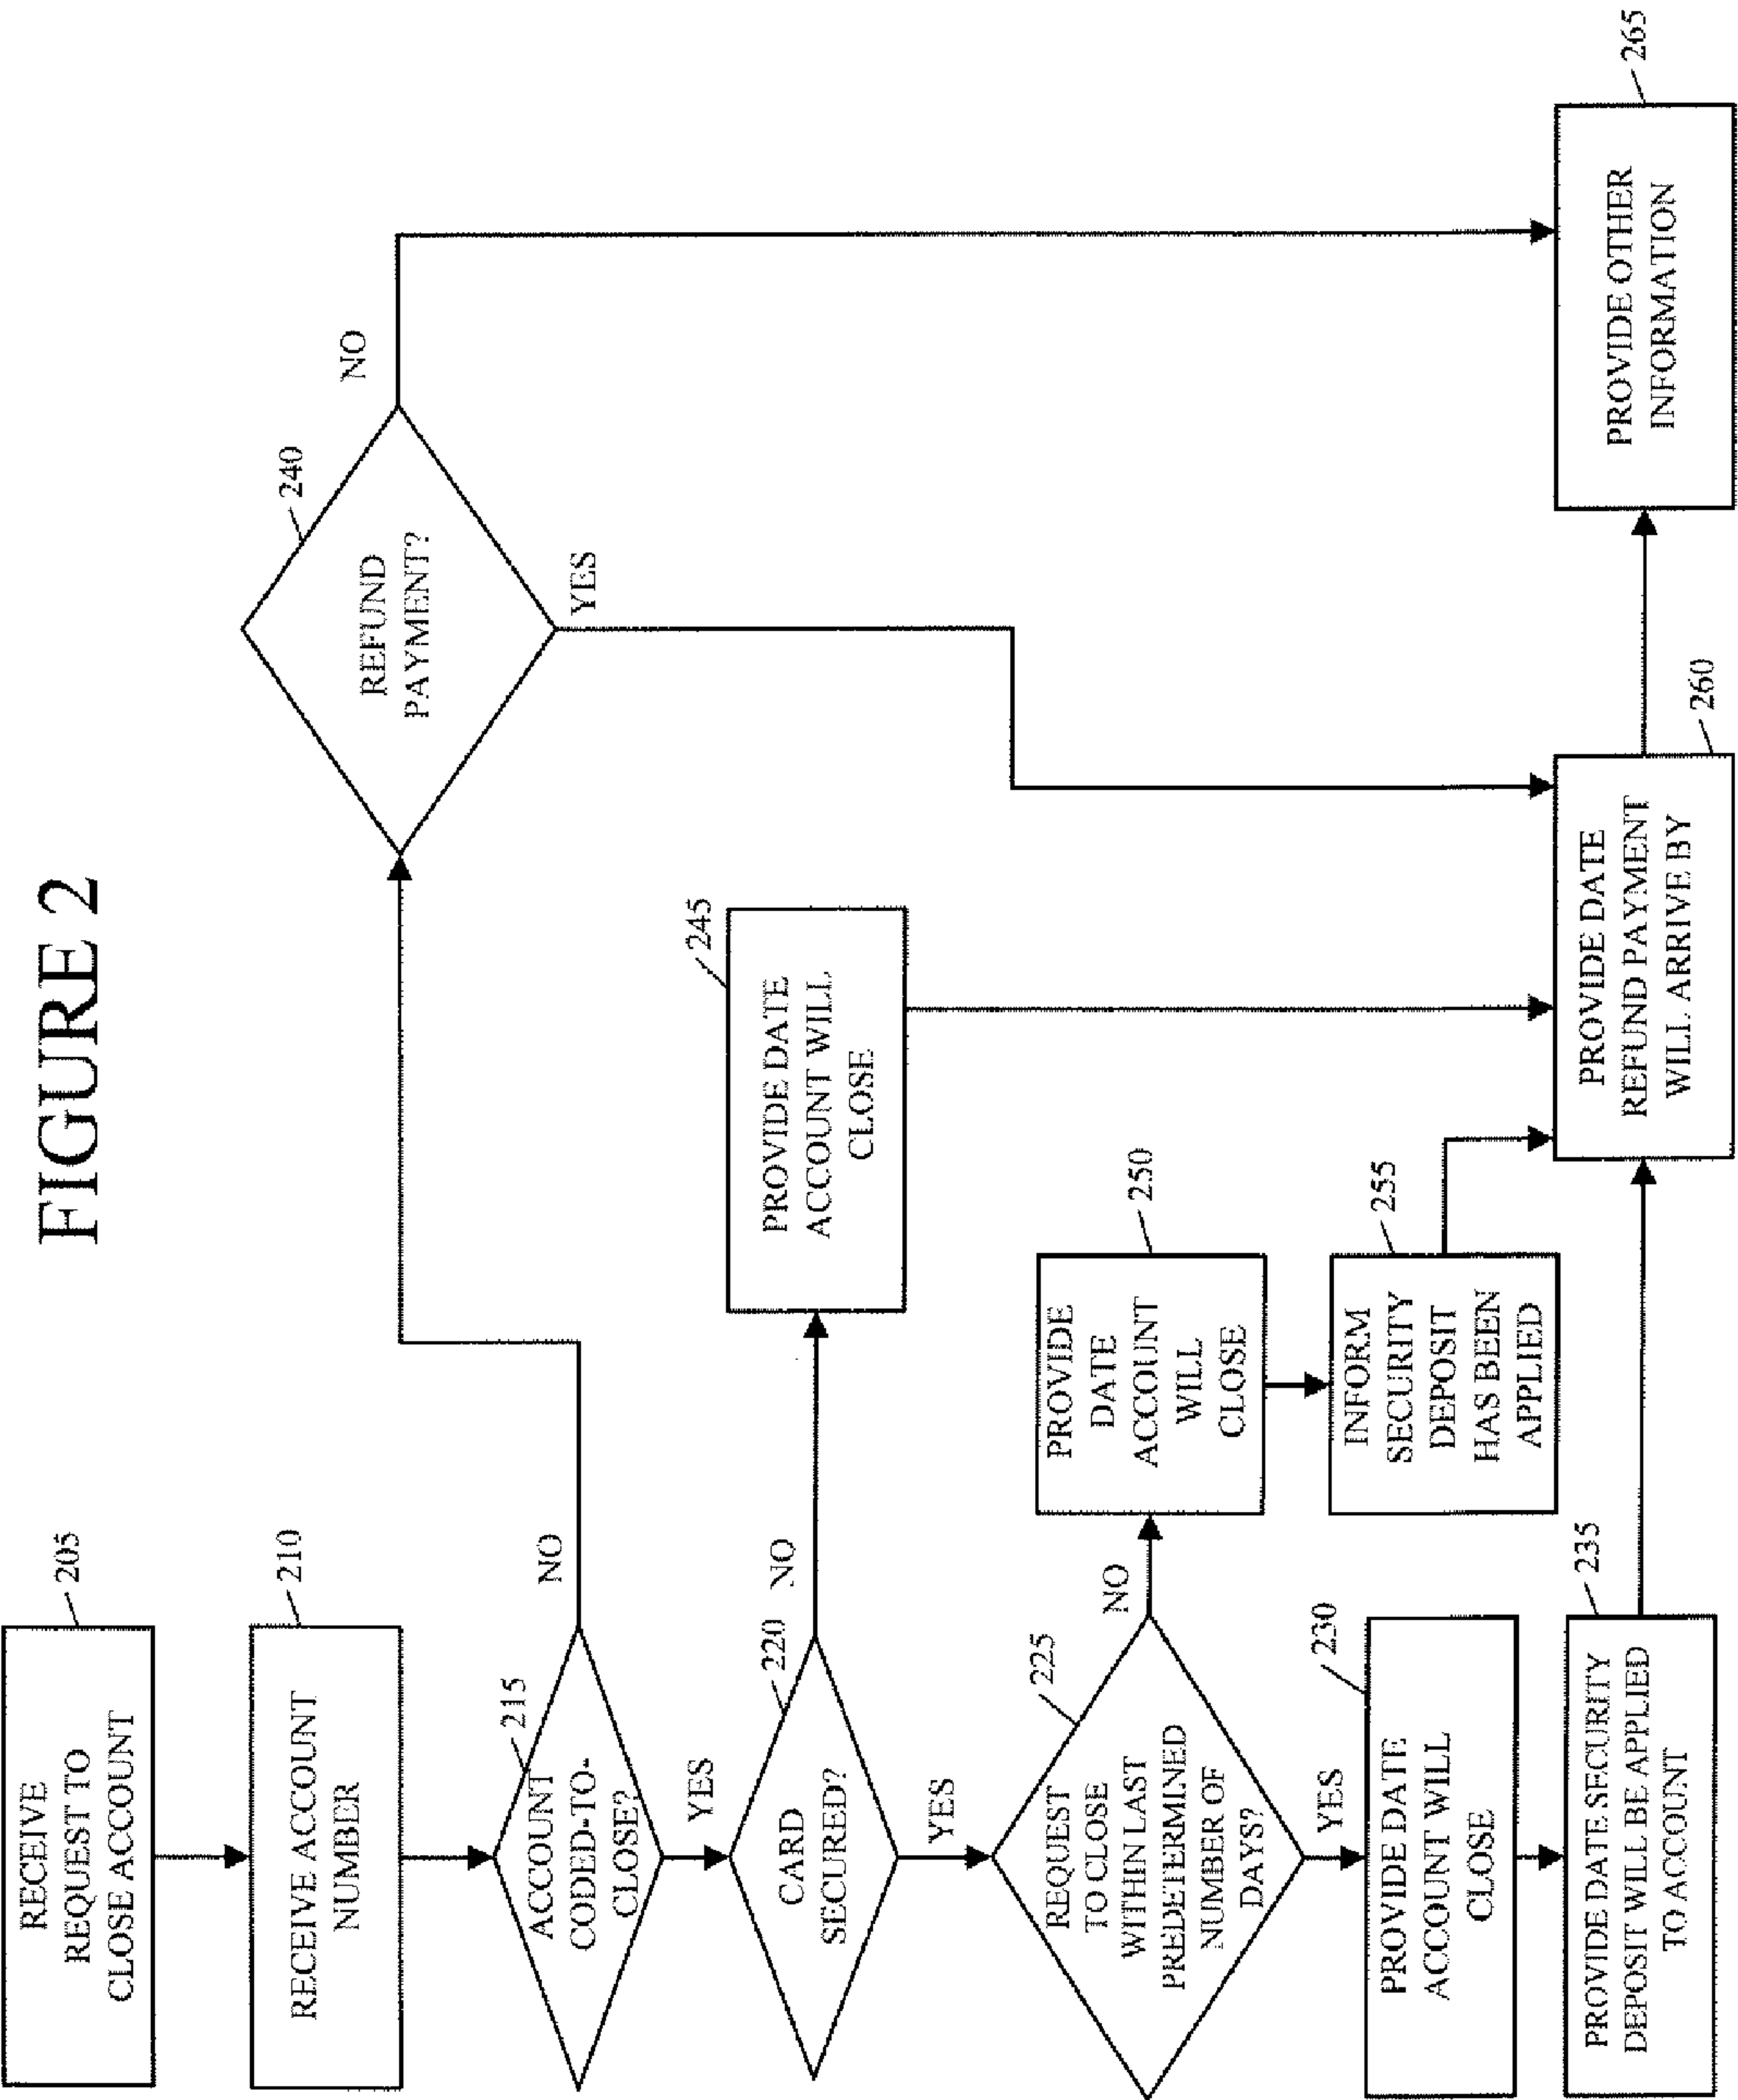 FIGURE 2
RECEIVE
REQUEST TO
CLOSE ACCOUNT
205
RECEIVE ACCOUNT
NUMBER
210
ACCOUNT
CODED-TO-
CLOSE?
215
NO
YES
CARD
SECURED?
220
NO
YES
REQUEST
TO CLOSE
WITHIN LAST
PREDETERMINED
NUMBER OF
DAYS?
225
NO
YES
PROVIDE DATE
ACCOUNT WILL
CLOSE
230
PROVIDE DATE SECURITY
DEPOSIT WILL BE APPLIED
TO ACCOUNT
235
REFUND
PAYMENT?
240
NO
YES
PROVIDE DATE
ACCOUNT WILL
CLOSE
245
PROVIDE
DATE
ACCOUNT
WILL
CLOSE
250
INFORM
SECURITY
DEPOSIT
HAS BEEN
APPLIED
255
PROVIDE DATE
REFUND PAYMENT
WILL ARRIVE BY
260
PROVIDE OTHER
INFORMATION
265